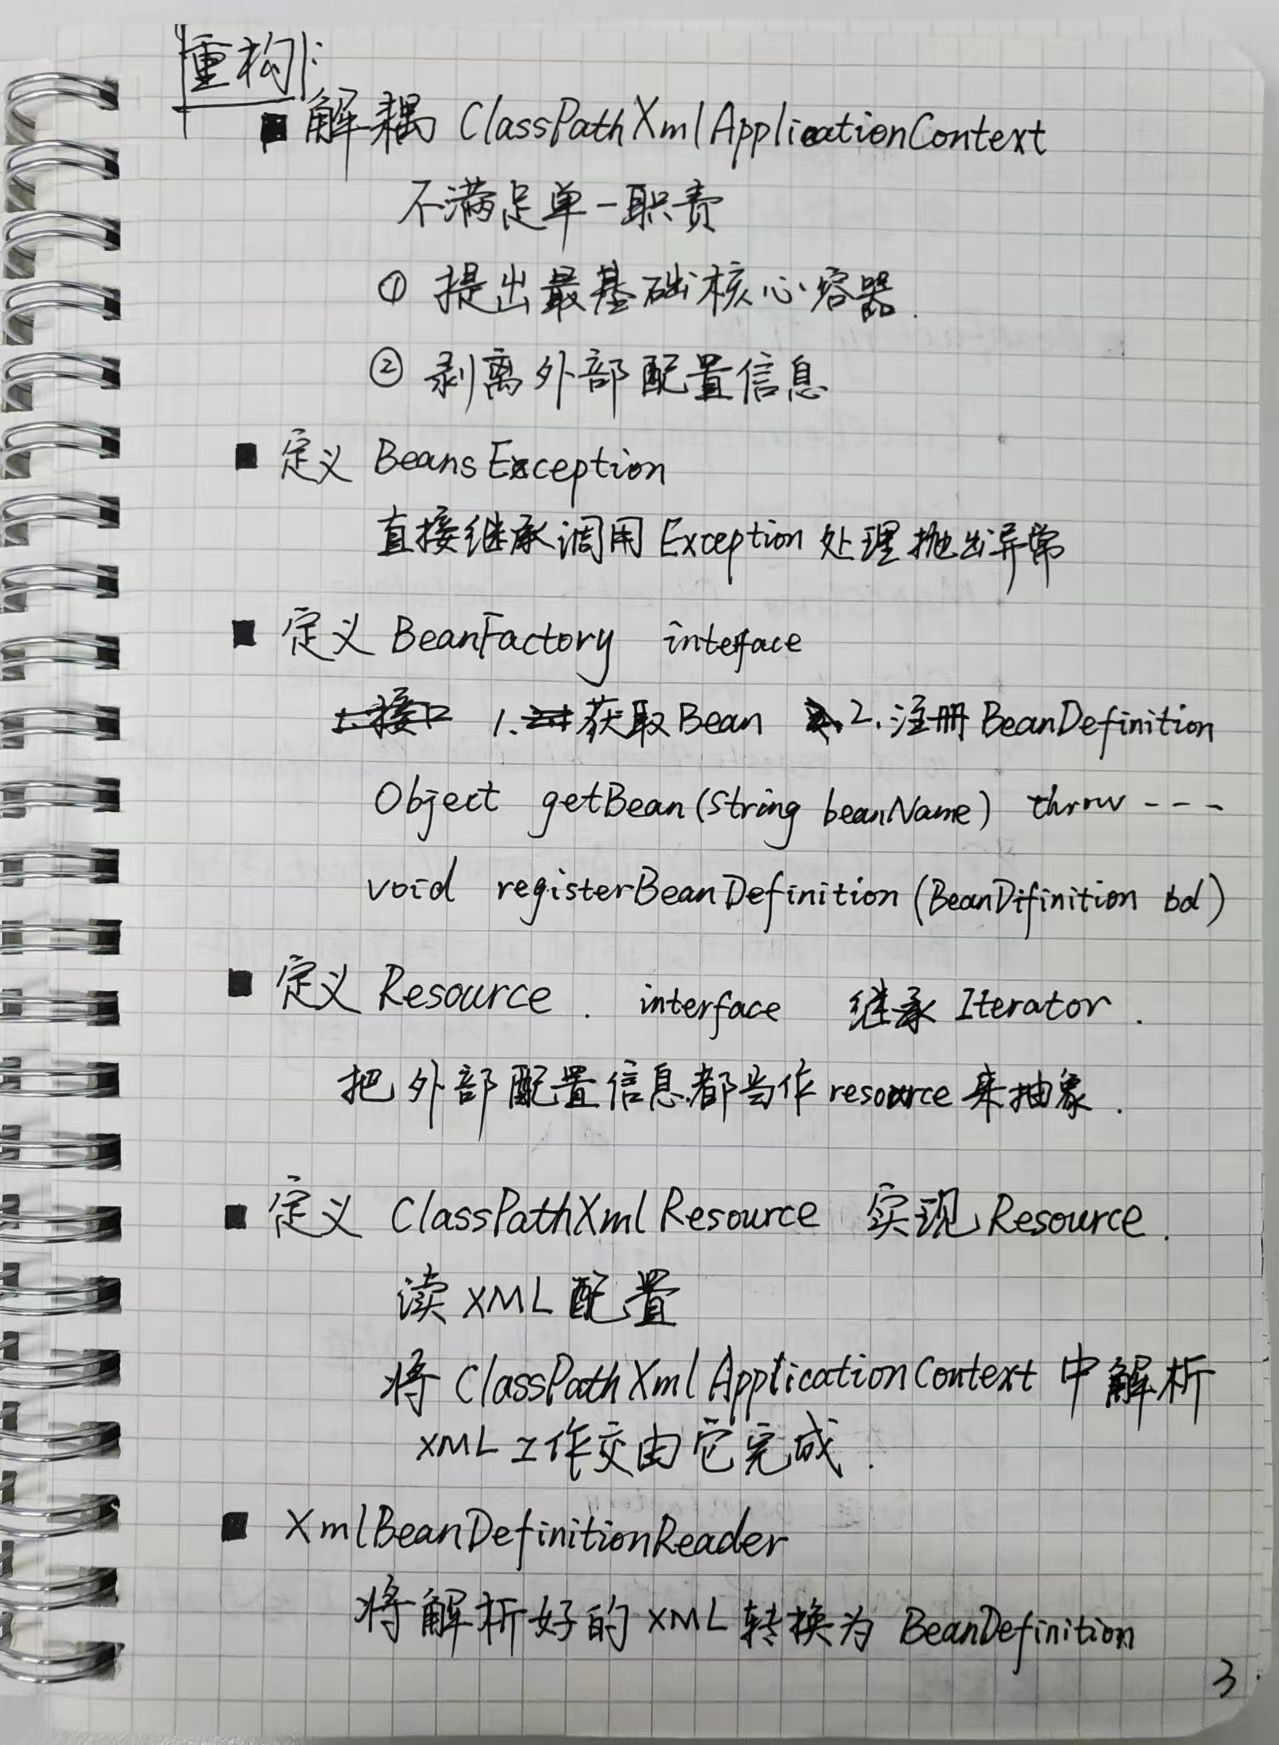 重构:
■ 解耦 ClassPathXmlApplicationContext
不满足单一职责
① 提出最基础核心容器.
② 剥离外部配置信息
■ 定义 BeansException
直接继承调用 Exception 处理抛出异常
■ 定义 BeanFactory interface
1. 接口 1. 获取 Bean 2. 注册 BeanDefinition
Object getBean (String beanName) throw ---
void registerBeanDefinition (BeanDifinition bd)
■ 定义 Resource . interface 继承 Iterator .
把外部配置信息都当作 resource 来抽象 .
■ 定义 ClassPathXmlResource 实现 Resource .
读 XML 配置
将 ClassPathXmlApplicationContext 中解析
XML 工作交由它完成 .
■ XmlBeanDefinitionReader
将解析好的 XML 转换为 BeanDefinition
3